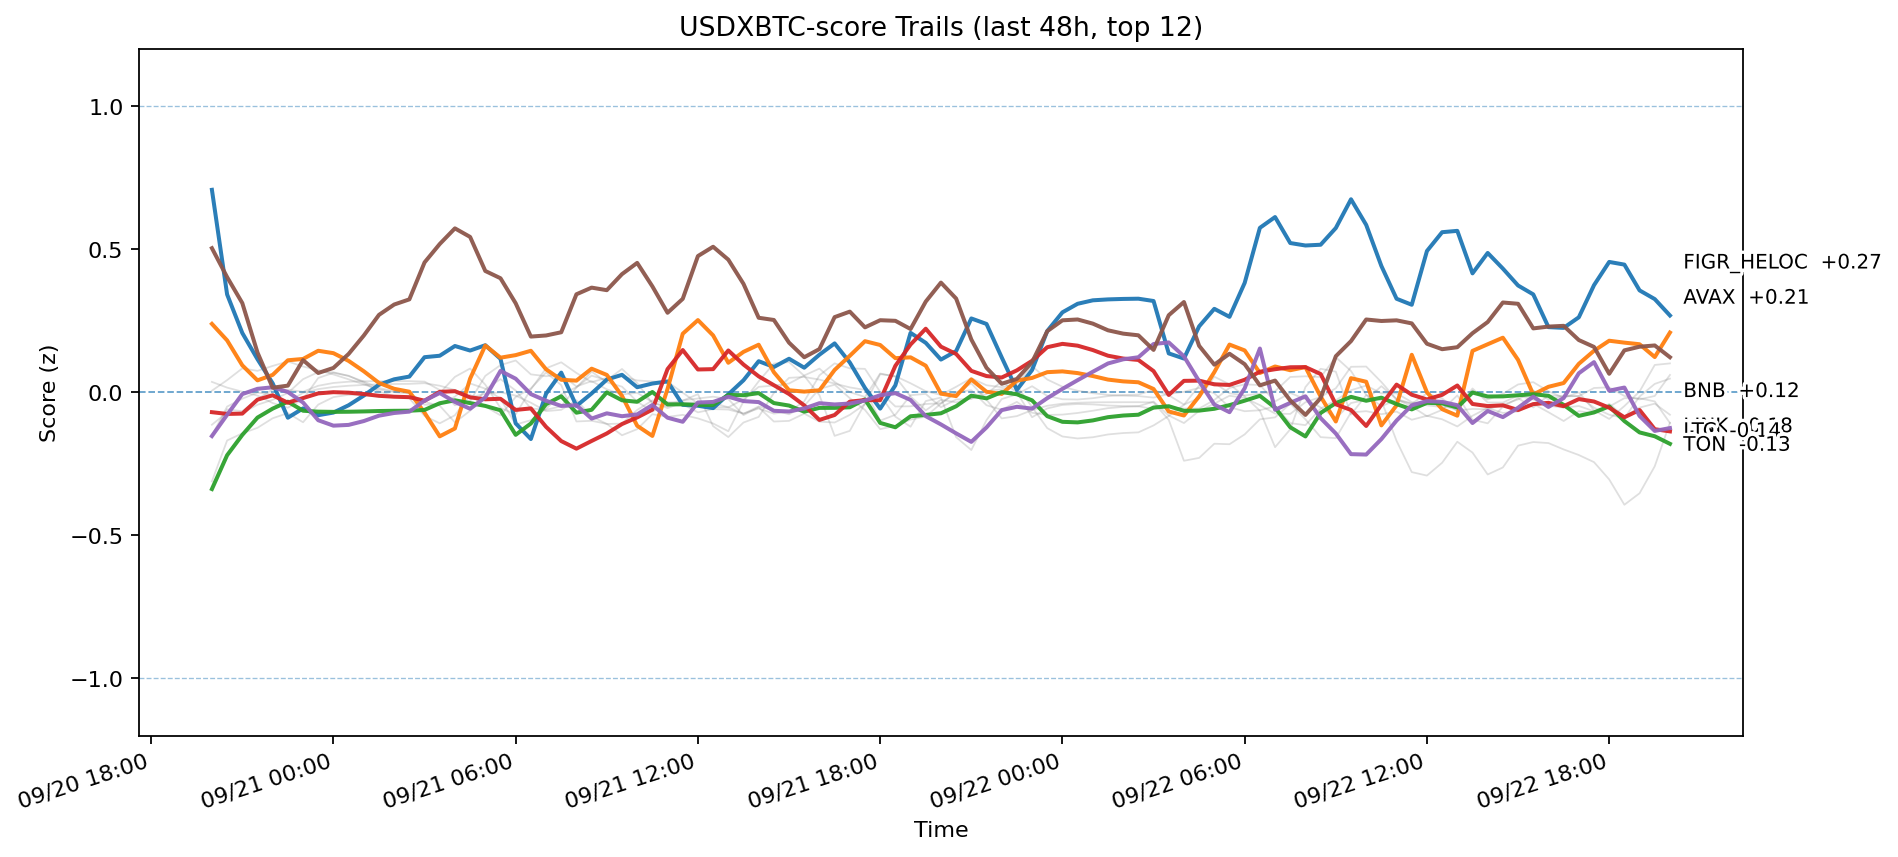 USDXBTC-score Trails (last 48h, top 12)
Score (z)
1.0
0.5
0.0
−0.5
−1.0
FIGR_HELOC +0.27
AVAX +0.21
BNB +0.12
TON -0.13
09/20 18:00
09/21 00:00
09/21 06:00
09/21 12:00
09/21 18:00
09/22 00:00
09/22 06:00
09/22 12:00
09/22 18:00
Time